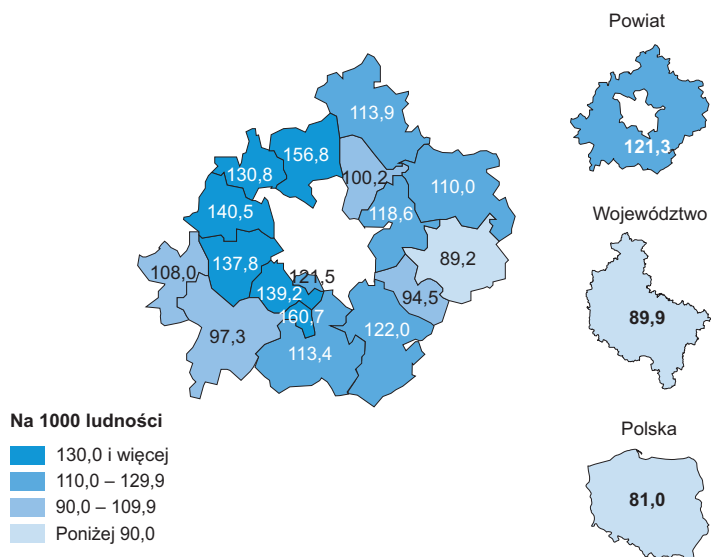 Powiat
113,9
156,8
130,8
100,2
121,3
110,0
118,6
140,5
Województwo
137,8
89,2
108,0
121,5
139,2
94,5
89,9
160,7
122,0
97,3
113,4
Na 1000 ludności
130,0 i więcej
110,0 – 129,9
90,0 – 109,9
Poniżej 90,0
Polska
81,0